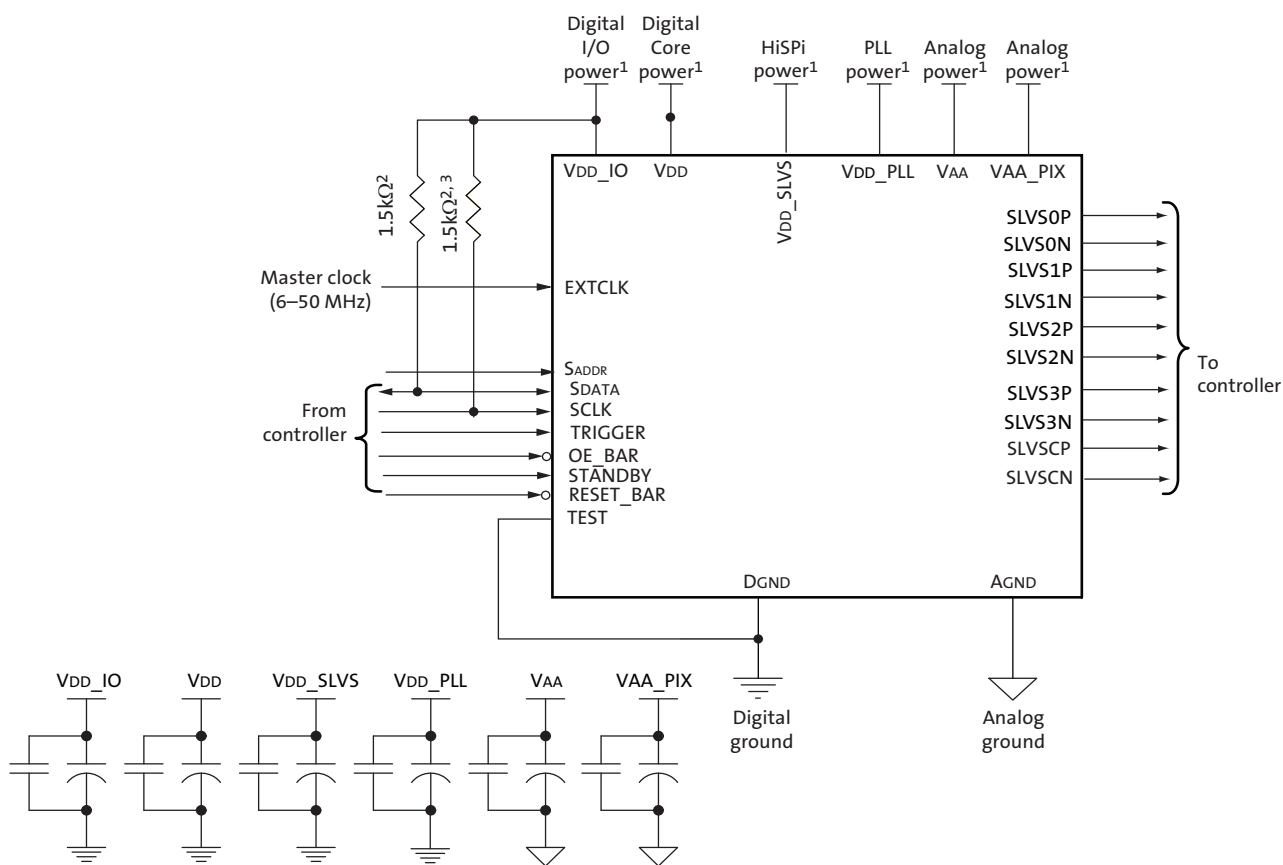 Digital
I/O
power1
Digital
Core
power1
HiSPi
power1
PLL
power1
Analog
power1
Analog
power1
1.5kΩ2
1.5kΩ2, 3
VDD_IO
VDD
VDD_SLVS
VDD_PLL
VAA
VAA_PIX
Master clock
(6–50 MHz)
EXTCLK
From
controller
SADDR
SDATA
SCLK
TRIGGER
OE_BAR
STANDBY
RESET_BAR
TEST
SLVS0P
SLVS0N
SLVS1P
SLVS1N
SLVS2P
SLVS2N
SLVS3P
SLVS3N
SLVSCP
SLVSCN
To
controller
DGND
AGND
Digital
ground
Analog
ground
VDD_IO
VDD
VDD_SLVS
VDD_PLL
VAA
VAA_PIX